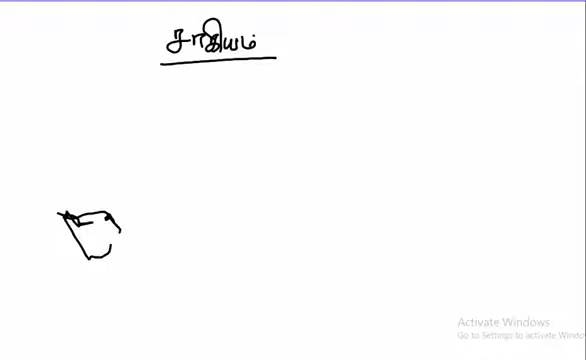 சாகியம்
Activate Windows
Go to Settings to activate Windo